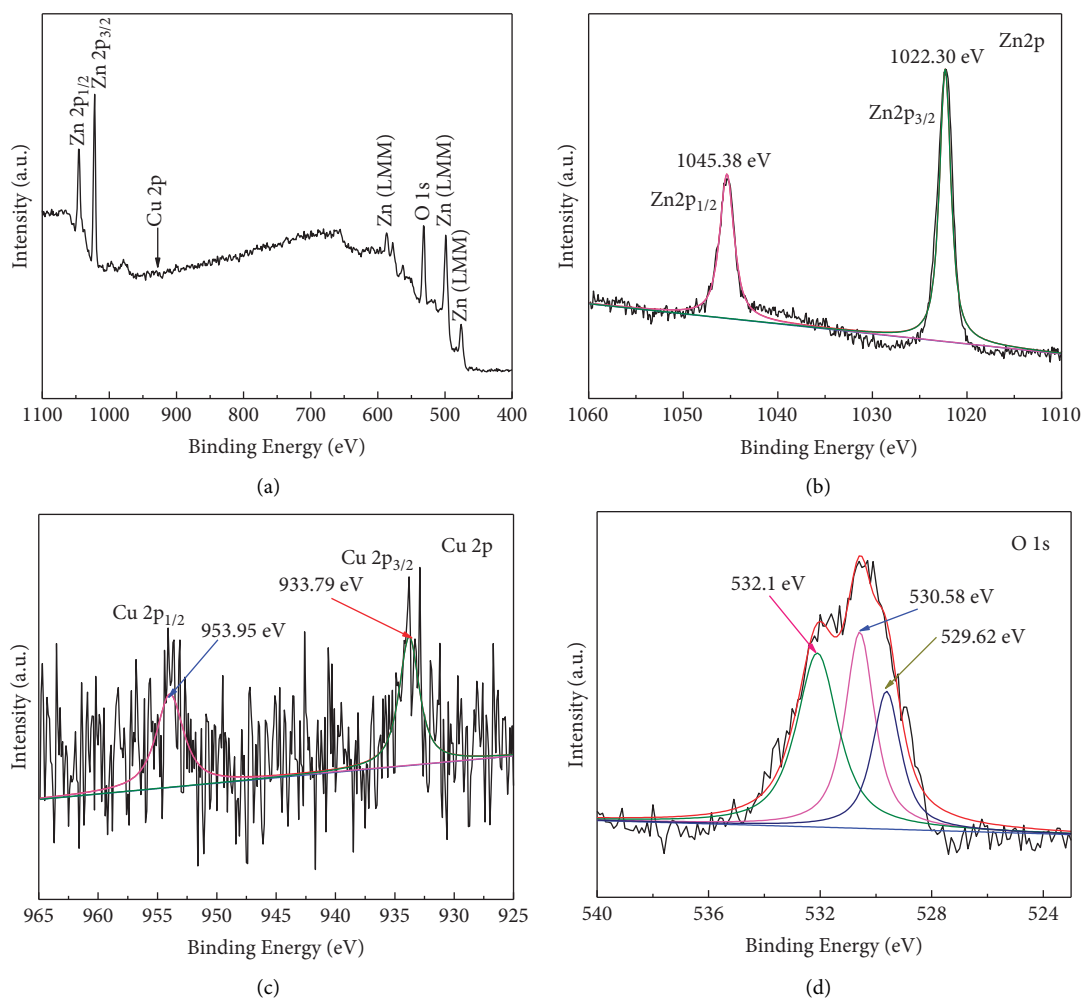 Zn 2p1/2
Zn 2p3/2
Cu 2p
Zn (LMM)
O 1s
Zn (LMM)
Zn (LMM)
Intensity (a.u.)
1100 1000 900 800 700 600 500 400
Binding Energy (eV)
(a)
Zn2p
1022.30 eV
Zn2p3/2
1045.38 eV
Zn2p1/2
Intensity (a.u.)
1060 1050 1040 1030 1020 1010
Binding Energy (eV)
(b)
Cu 2p
Cu 2p3/2
933.79 eV
Cu 2p1/2
953.95 eV
Intensity (a.u.)
965 960 955 950 945 940 935 930 925
Binding Energy (eV)
(c)
O 1s
532.1 eV
530.58 eV
529.62 eV
Intensity (a.u.)
540 536 532 528 524
Binding Energy (eV)
(d)